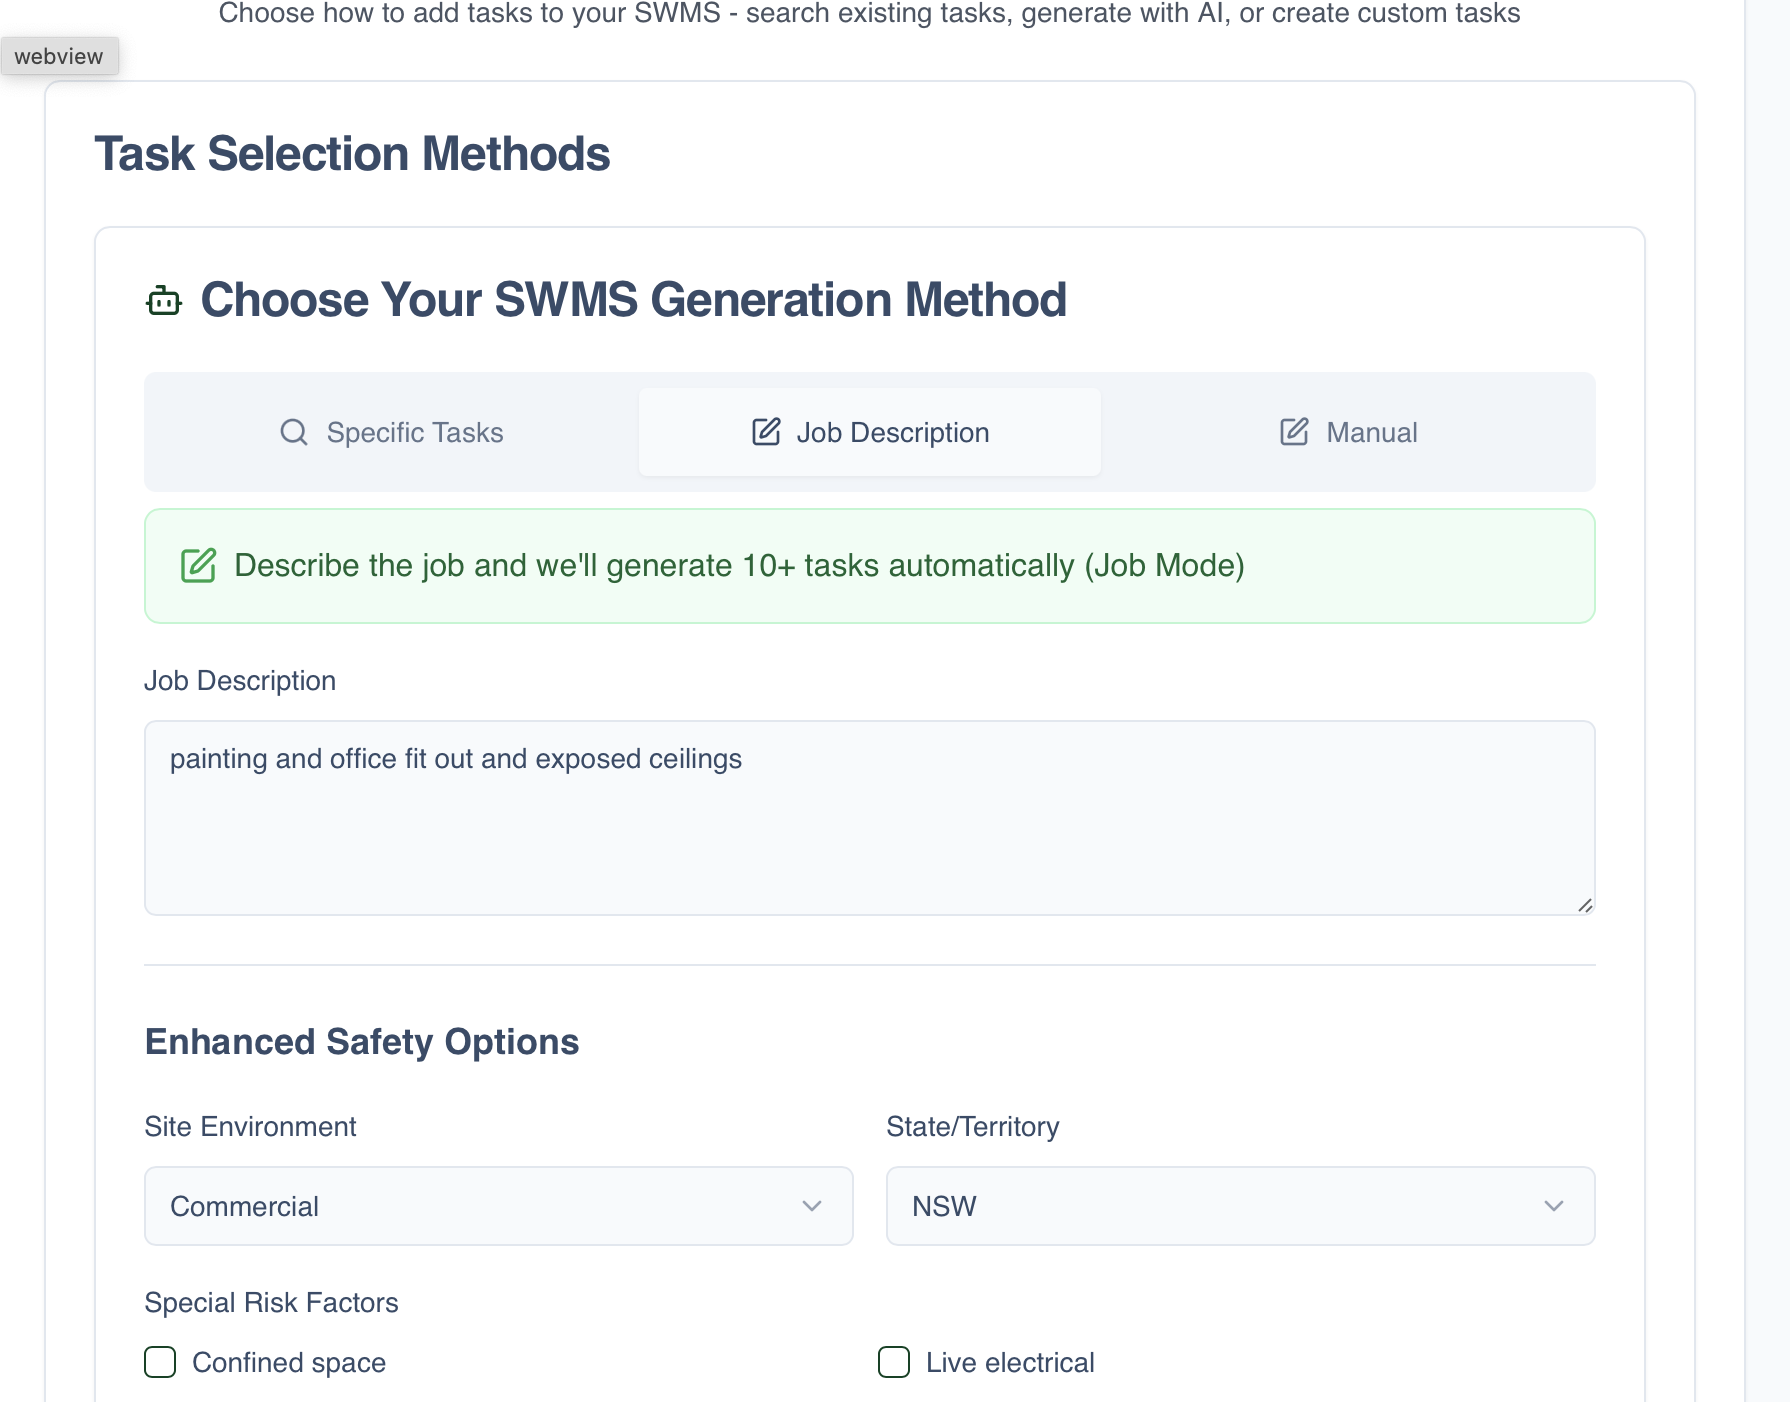 Choose how to add tasks to your SWMS - search existing tasks, generate with AI, or create custom tasks
webview
Task Selection Methods
Choose Your SWMS Generation Method
Specific Tasks
Job Description
Manual
Describe the job and we'll generate 10+ tasks automatically (Job Mode)
Job Description
painting and office fit out and exposed ceilings
Enhanced Safety Options
Site Environment
State/Territory
Commercial
NSW
Special Risk Factors
Confined space
Live electrical